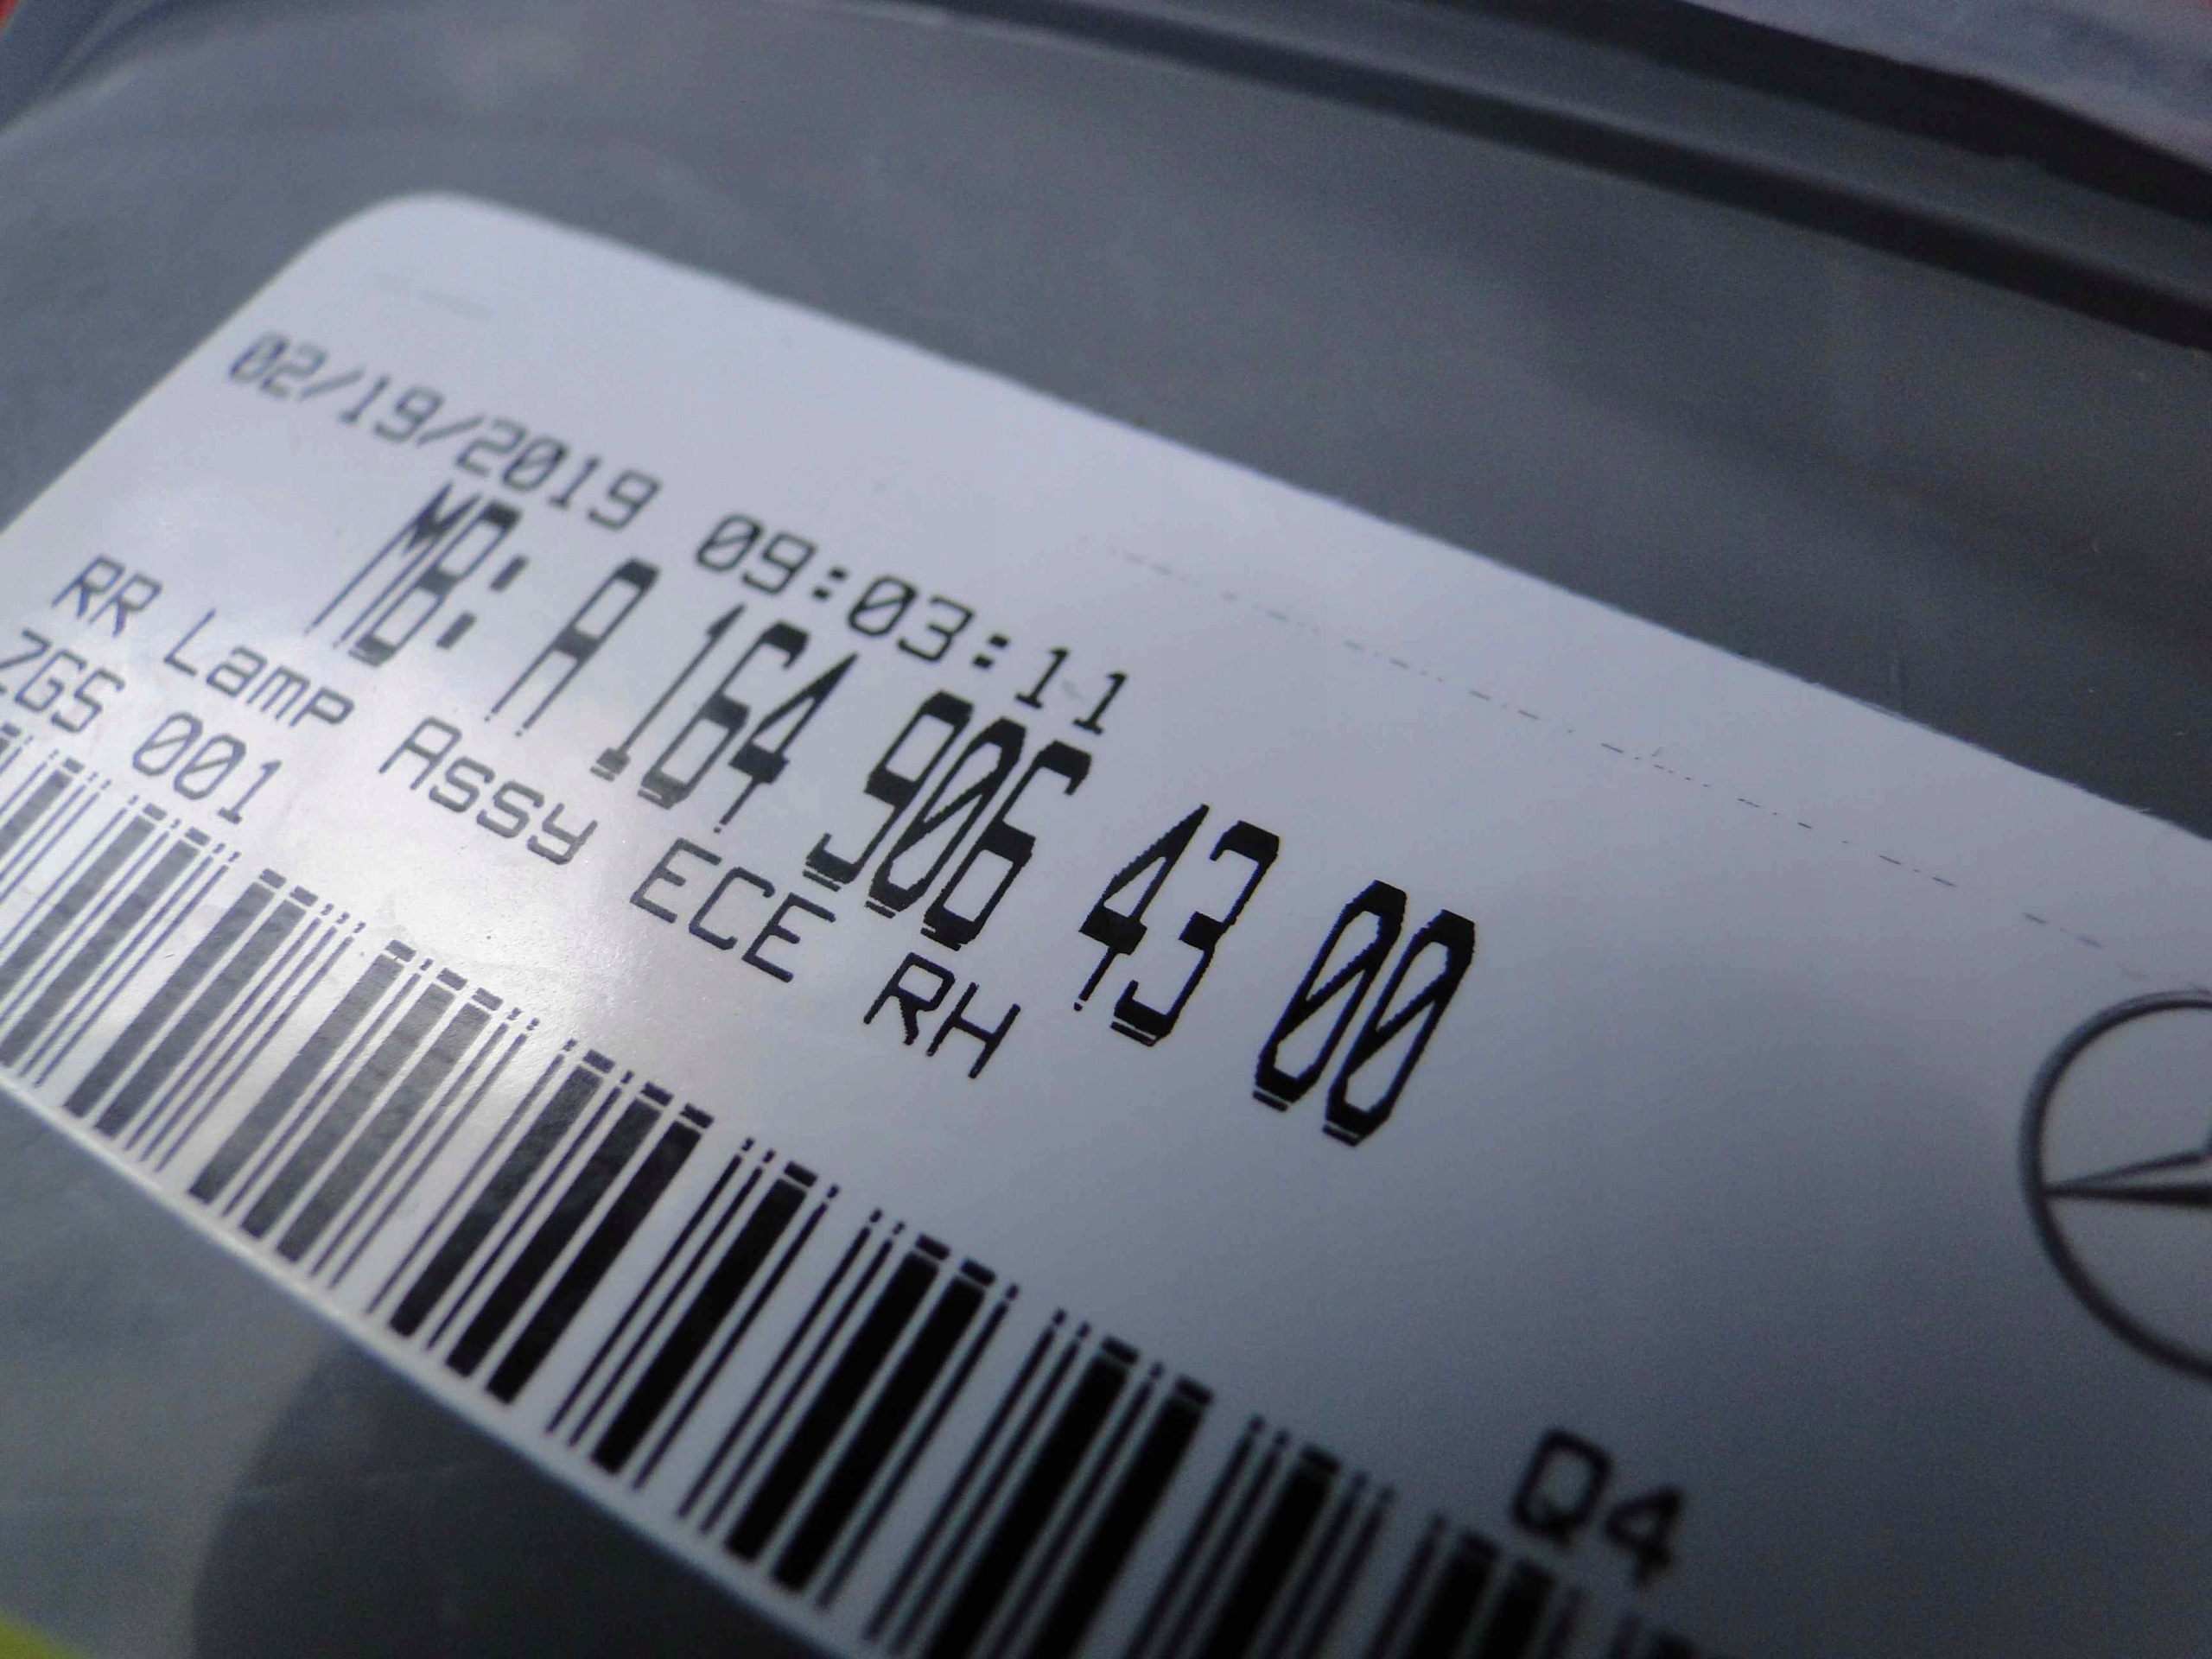 02/19/2019 09:03:11
MB: A 164 906 43 00
RR Lamp Assy ECE RH
ZGS 001
Q4